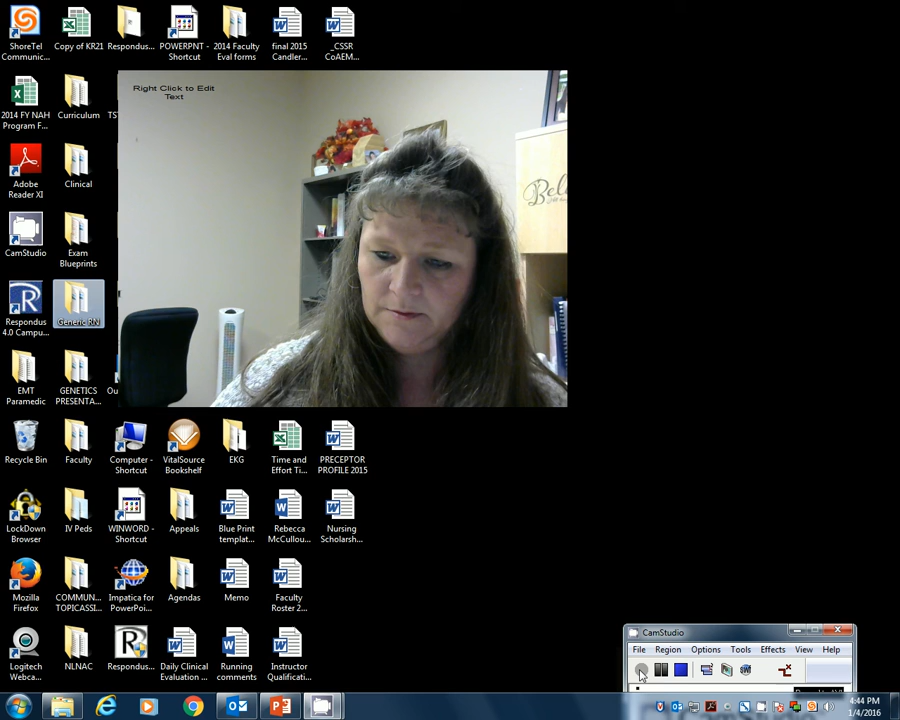 ShoreTel
Communic...
Copy of KR21
Respondus...
POWERPNT -
Shortcut
2014 Faculty
Eval forms
final 2015
Candler...
_CSSR
CoAEM...
Right Click to Edit
Text
2014 FY NAH
Program F...
Curriculum
Adobe
Reader XI
Clinical
CamStudio
Exam
Blueprints
Respondus
4.0 Campu...
Generic RN
EMT
Paramedic
GENETICS
PRESENTA...
Ou
Recycle Bin
Faculty
Computer -
Shortcut
VitalSource
Bookshelf
EKG
Time and
Effort Ti...
PRECEPTOR
PROFILE 2015
LockDown
Browser
IV Peds
WINWORD -
Shortcut
Appeals
Blue Print
templat...
Rebecca
McCullou...
Nursing
Scholarsh...
Mozilla
Firefox
COMMUN...
TOPICASSI...
Impatica for
PowerPoi...
Agendas
Memo
Faculty
Roster 2...
Logitech
Webca...
NLNAC
Respondus...
Daily Clinical
Evaluation ...
Running
comments
Instructor
Qualificati...
CamStudio
File Region Options Tools Effects View Help
4:44 PM
1/4/2016